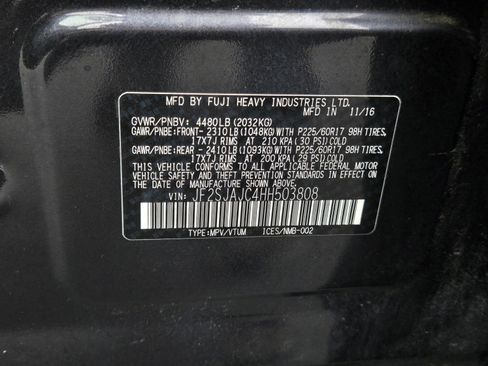 MFD BY FUJI HEAVY INDUSTRIES LTD.
MFD IN 11/16
GVWR/PNBV: 4480LB (2032KG)
GAWR/PNBE:FRONT- 2310LB (1048KG)WITH P225/60R17 98H TIRES,
17X7J RIMS AT 210 KPA (30 PSI)COLD
GAWR/PNBE:REAR - 2410LB (1093KG)WITH P225/60R17 98H TIRES,
17X7J RIMS AT 200 KPA (29 PSI)COLD
THIS VEHICLE CONFORMS TO ALL APPLICABLE FEDERAL MOTOR
VEHICLE SAFETY, BUMPER, AND THEFT PREVENTION STANDARDS IN
EFFECT ON THE DATE OF MANUFACTURE SHOWN ABOVE.
VIN: JF2SJAJC4HH503808
TYPE:MPV/VTUM ICES/NMB-002